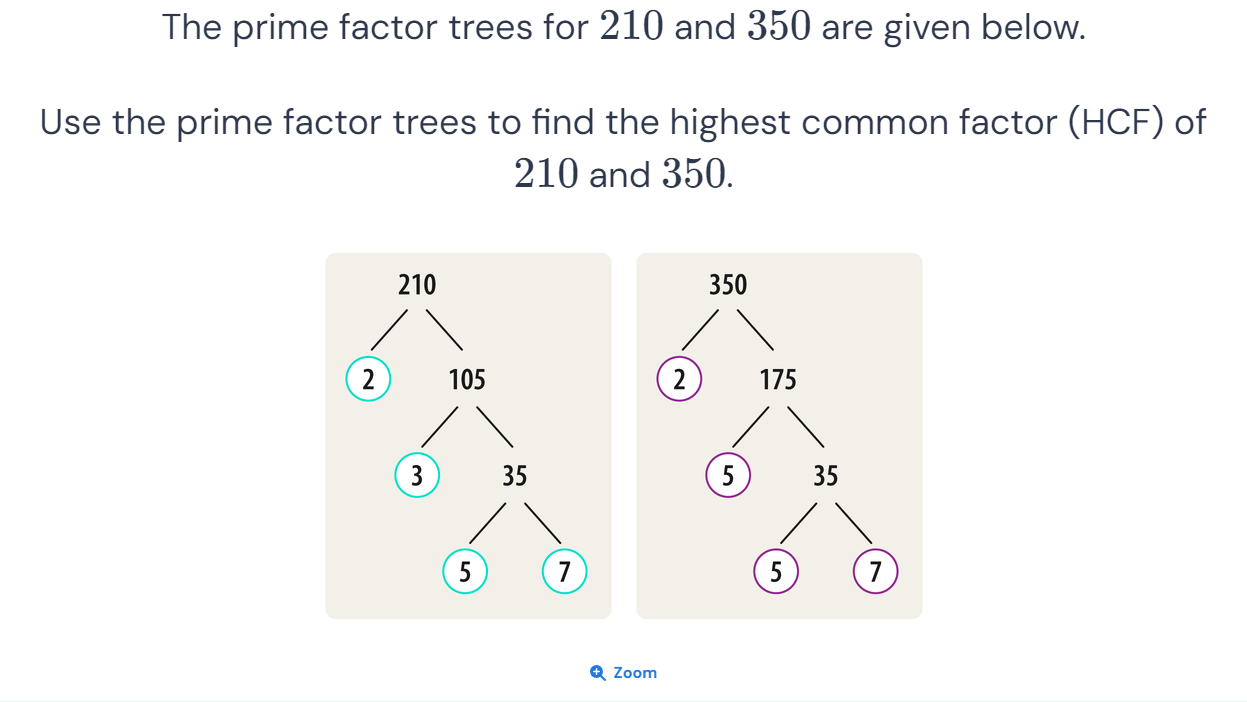 The prime factor trees for 210 and 350 are given below.
Use the prime factor trees to find the highest common factor (HCF) of
210 and 350.
210
2 105
3 35
5 7
350
2 175
5 35
5 7
Zoom